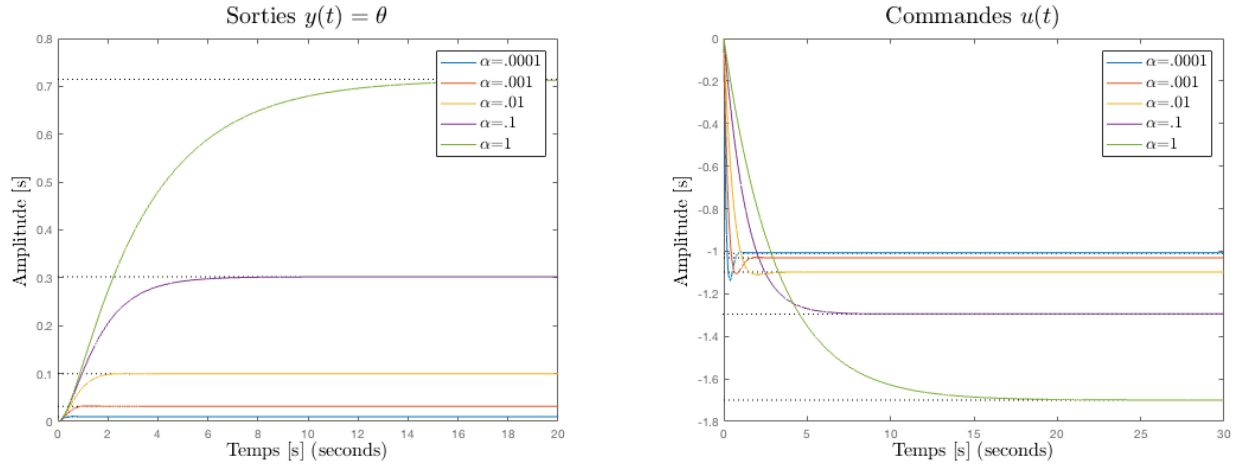 Sorties y(t) = θ
Amplitude [s]
0.8
0.7
0.6
0.5
0.4
0.3
0.2
0.1
0
α=.0001
α=.001
α=.01
α=.1
α=1
0 2 4 6 8 10 12 14 16 18 20
Temps [s] (seconds)
Commandes u(t)
Amplitude [s]
0
-0.2
-0.4
-0.6
-0.8
-1
-1.2
-1.4
-1.6
-1.8
α=.0001
α=.001
α=.01
α=.1
α=1
0 5 10 15 20 25 30
Temps [s] (seconds)